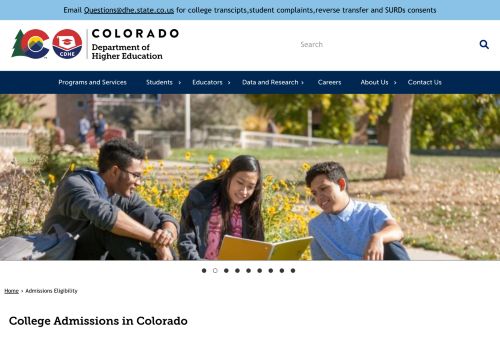 Email Questions@dhe.state.co.us for college transcipts,student complaints,reverse transfer and SURDs consents
CDHE
COLORADO
Department of
Higher Education
Search
Programs and Services Students Educators Data and Research Careers About Us Contact Us
Home › Admissions Eligibility
College Admissions in Colorado